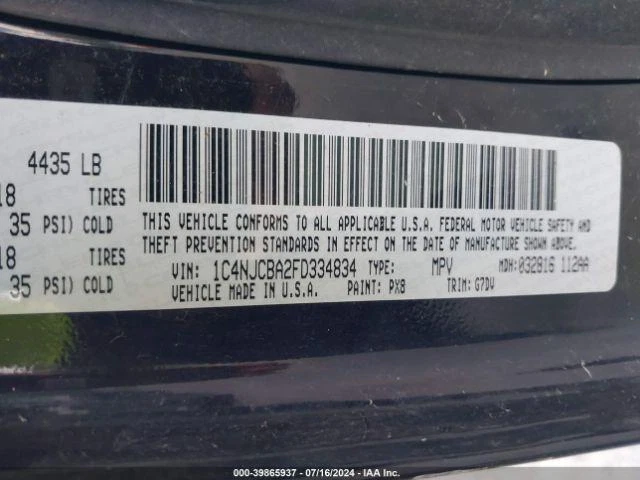 4435 LB
18 TIRES
35 PSI) COLD
18 TIRES
35 PSI) COLD
THIS VEHICLE CONFORMS TO ALL APPLICABLE U.S.A. FEDERAL MOTOR VEHICLE SAFETY AND
THEFT PREVENTION STANDARDS IN EFFECT ON THE DATE OF MANUFACTURE SHOWN ABOVE.
VIN: 1C4NJCBA2FD334834 TYPE: MPV MDH: 032816 112AA
VEHICLE MADE IN U.S.A. PAINT: PX8 TRIM: G7DV
000-39865937 / 07/16/2024 / IAA Inc.